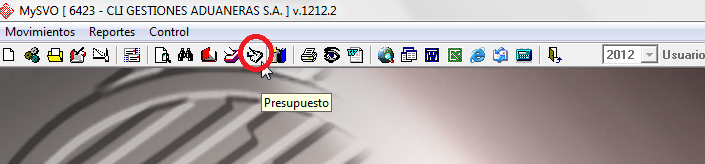 MySVO [ 6423 - CLI GESTIONES ADUANERAS S.A. ] v.1212.2
Movimientos Reportes Control
2012 Usuario
Presupuesto